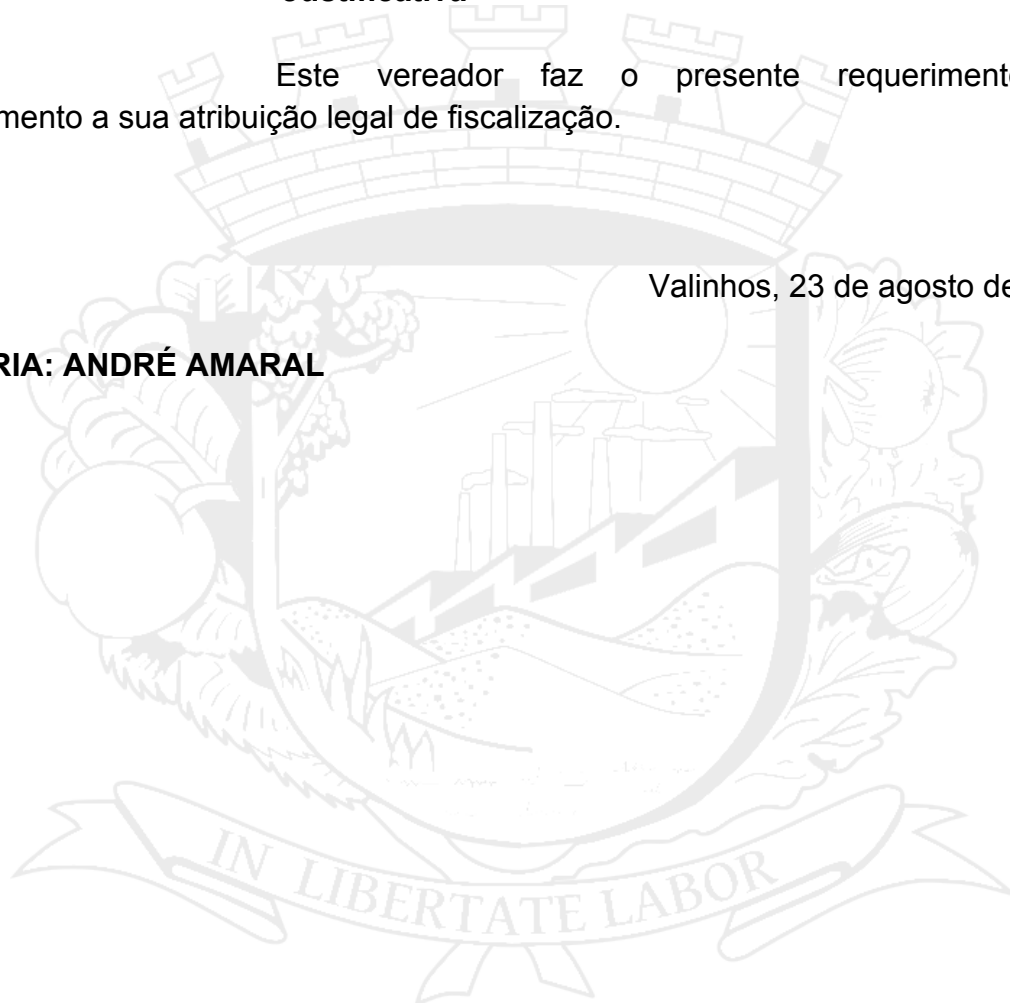 Justificativa
Este vereador faz o presente requerimento
mento a sua atribuição legal de fiscalização.
Valinhos, 23 de agosto de
RIA: ANDRÉ AMARAL
IN LIBERTATE LABOR